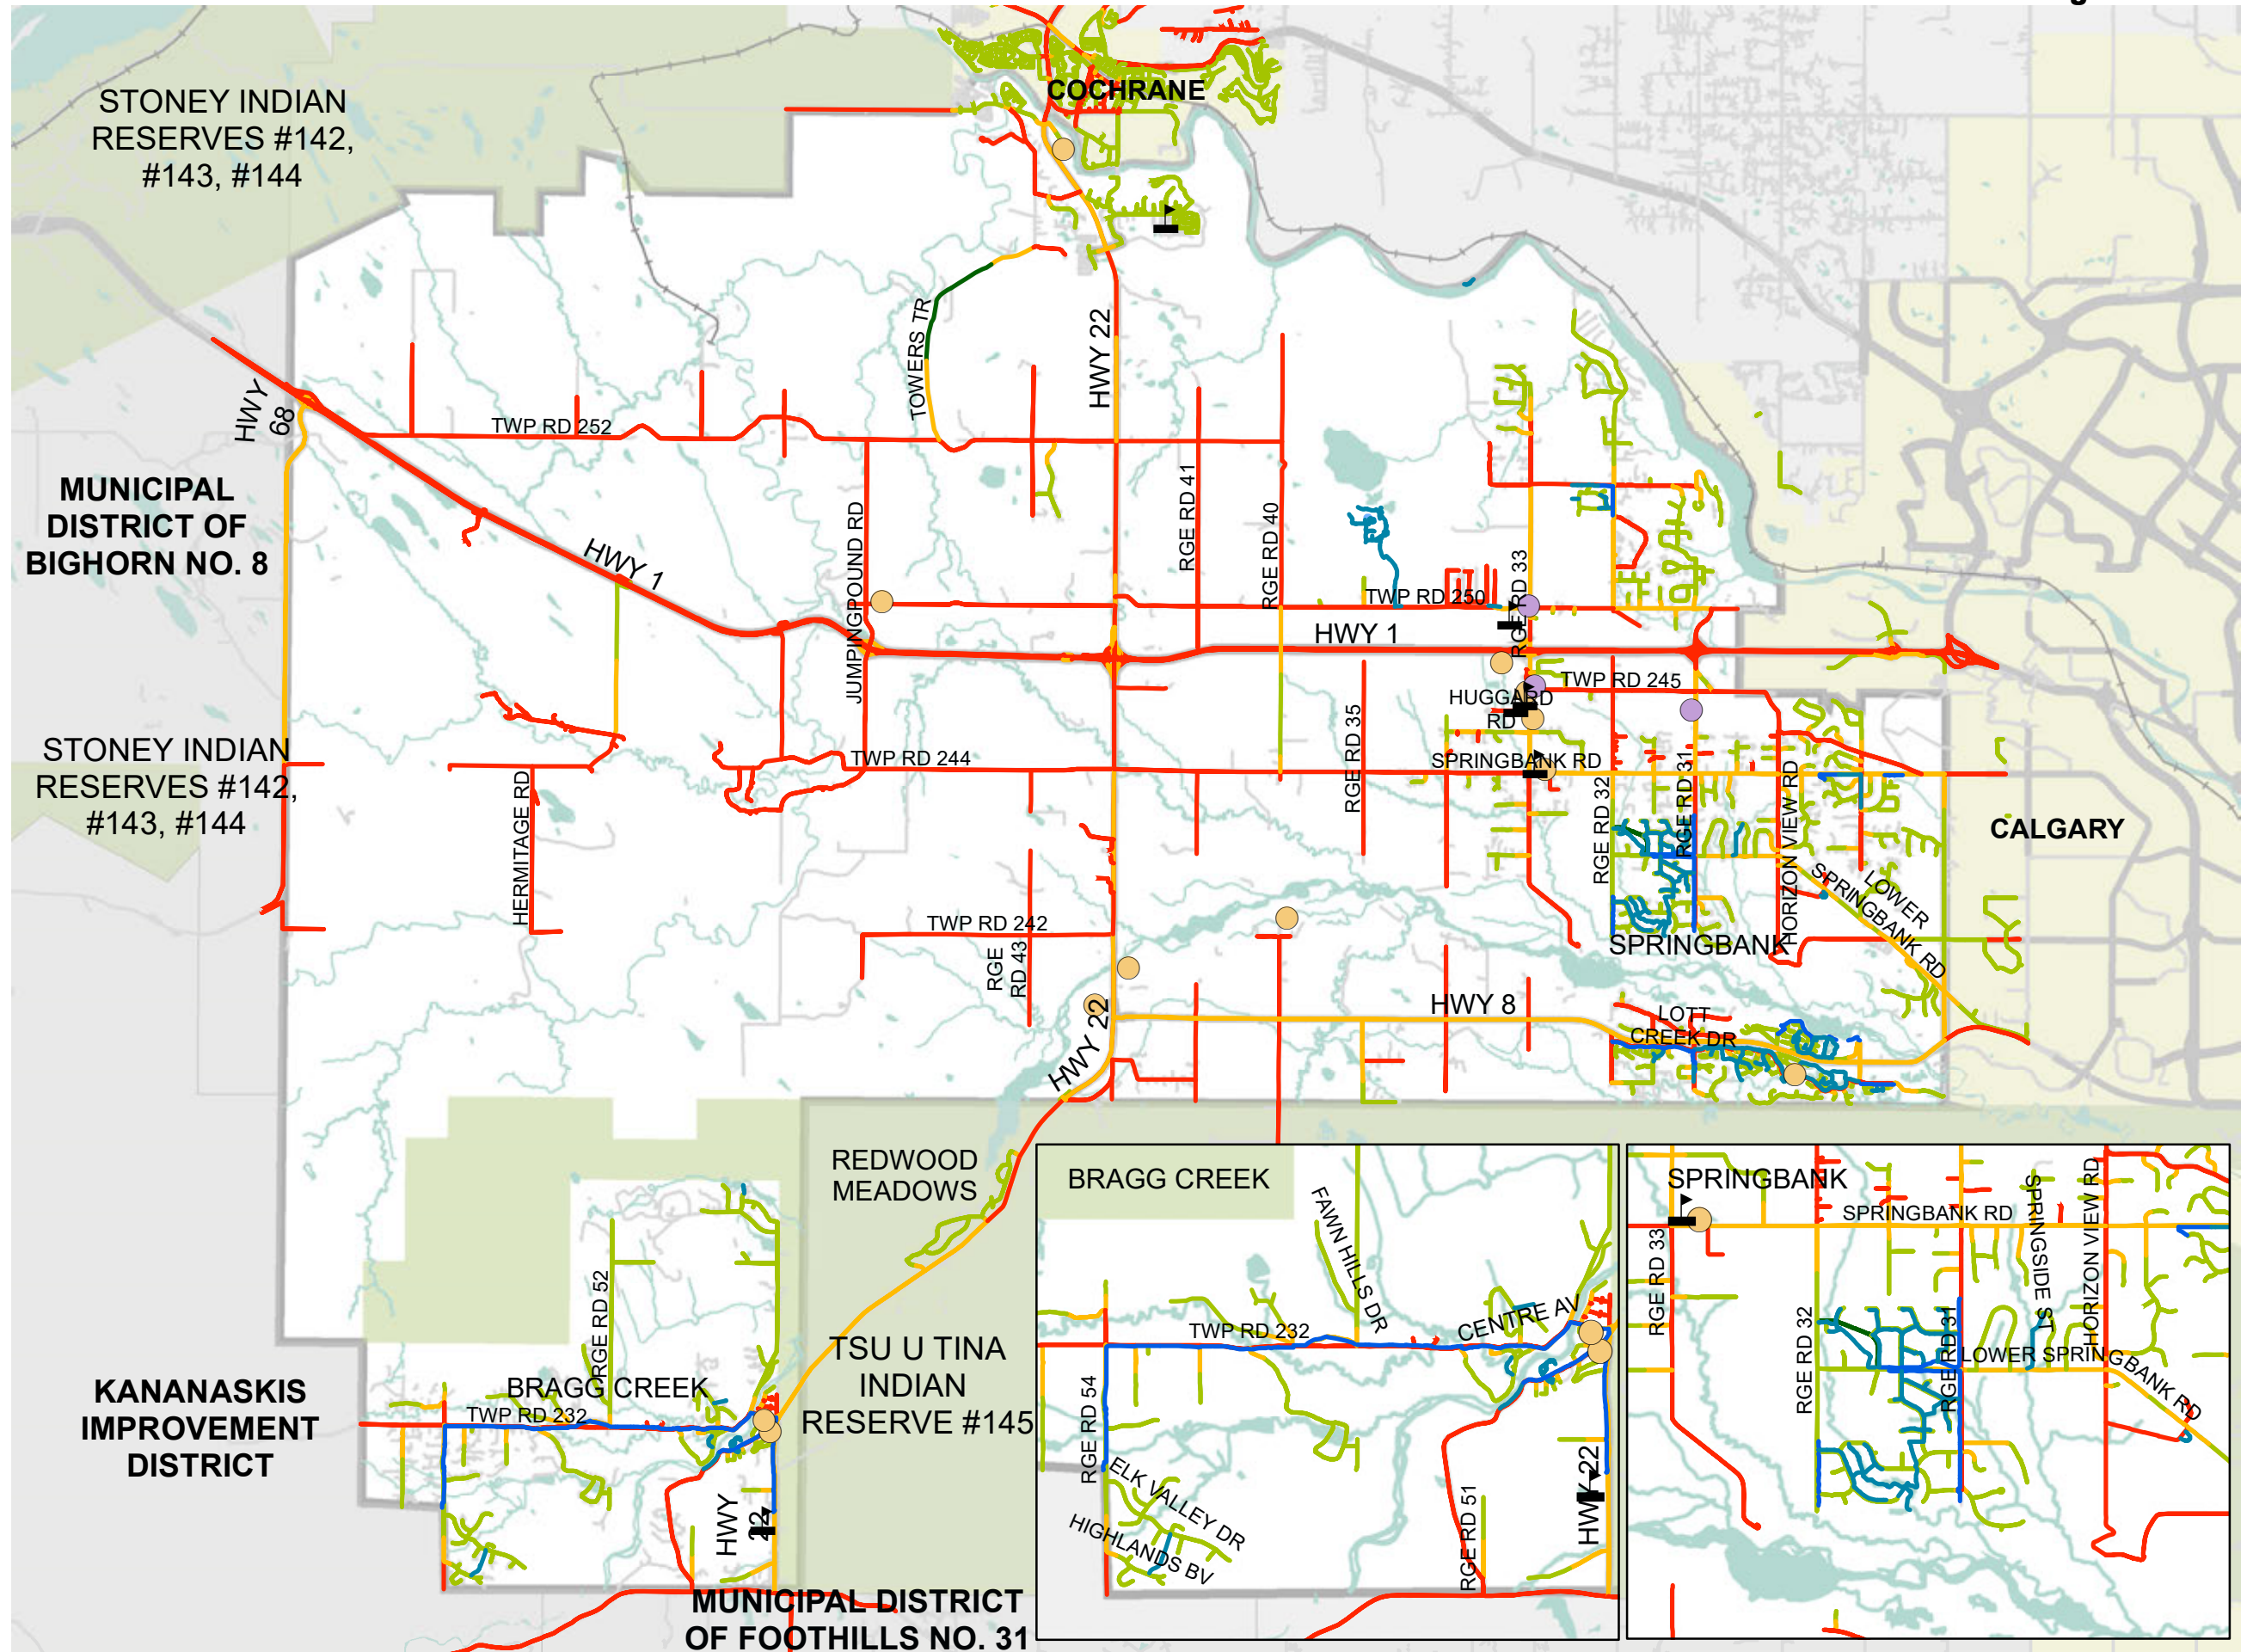 g
STONEY INDIAN
RESERVES #142,
#143, #144
COCHRANE
HWY 22
TOWERS TR
HWY
68
TWP RD 252
MUNICIPAL
DISTRICT OF
BIGHORN NO. 8
HWY 1
JUMPINGPOUND RD
RGE RD 41
RGE RD 40
TWP RD 250
RGE RD 33
HWY 1
TWP RD 245
HUGGARD
RD
SPRINGBANK RD
STONEY INDIAN
RESERVES #142,
#143, #144
HERMITAGE RD
TWP RD 244
RGE RD 35
RGE RD 32
RGE RD 31
HORIZON VIEW RD
LOWER
SPRINGBANK RD
CALGARY
TWP RD 242
RGE
RD 43
SPRINGBANK
HWY 22
HWY 8
LOTT
CREEK DR
REDWOOD
MEADOWS
RGE RD 52
BRAGG CREEK
TWP RD 232
TSU U TINA
INDIAN
RESERVE #145
KANANASKIS
IMPROVEMENT
DISTRICT
HWY
22
MUNICIPAL DISTRICT
OF FOOTHILLS NO. 31
BRAGG CREEK
FAWN HILLS DR
TWP RD 232
CENTRE AV
RGE RD 54
ELK VALLEY DR
HIGHLANDS BV
RGE RD 51
HWY 22
SPRINGBANK
SPRINGBANK RD
RGE RD 33
SPRINGSIDE ST
HORIZON VIEW RD
RGE RD 32
RGE RD 31
LOWER SPRINGBANK RD